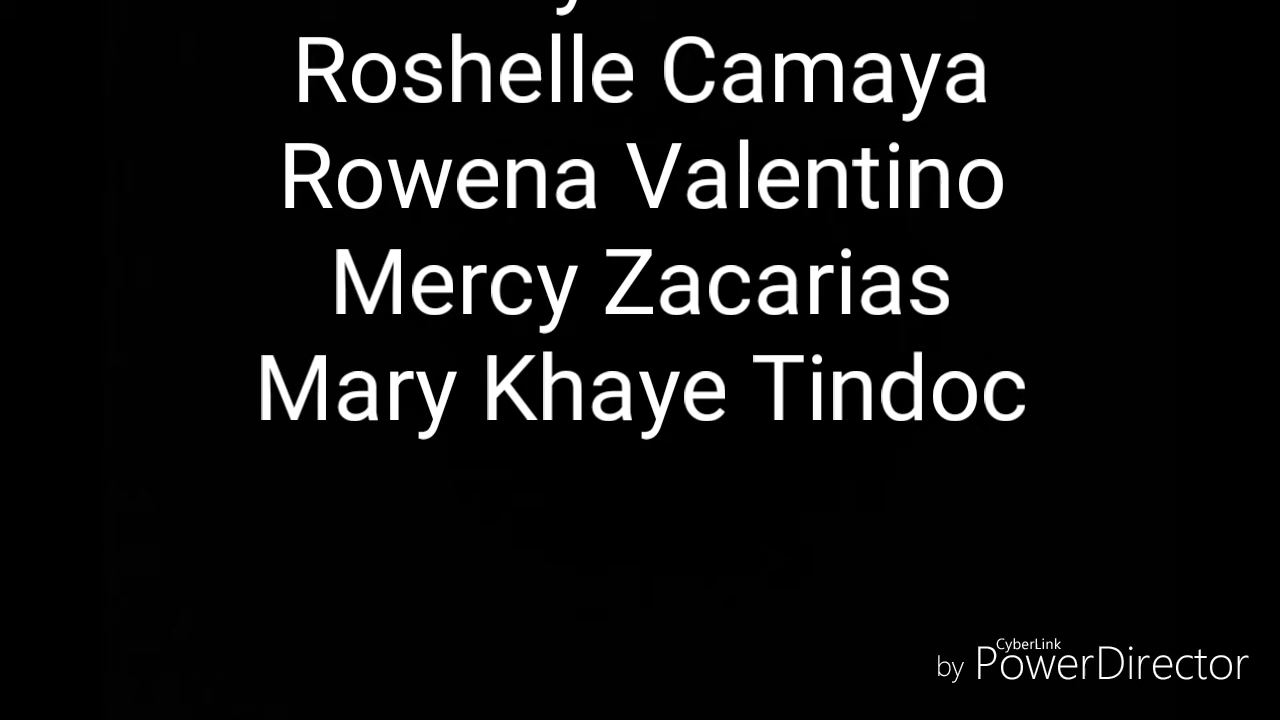 Roshelle Camaya
Rowena Valentino
Mercy Zacarias
Mary Khaye Tindoc
CyberLink
by PowerDirector